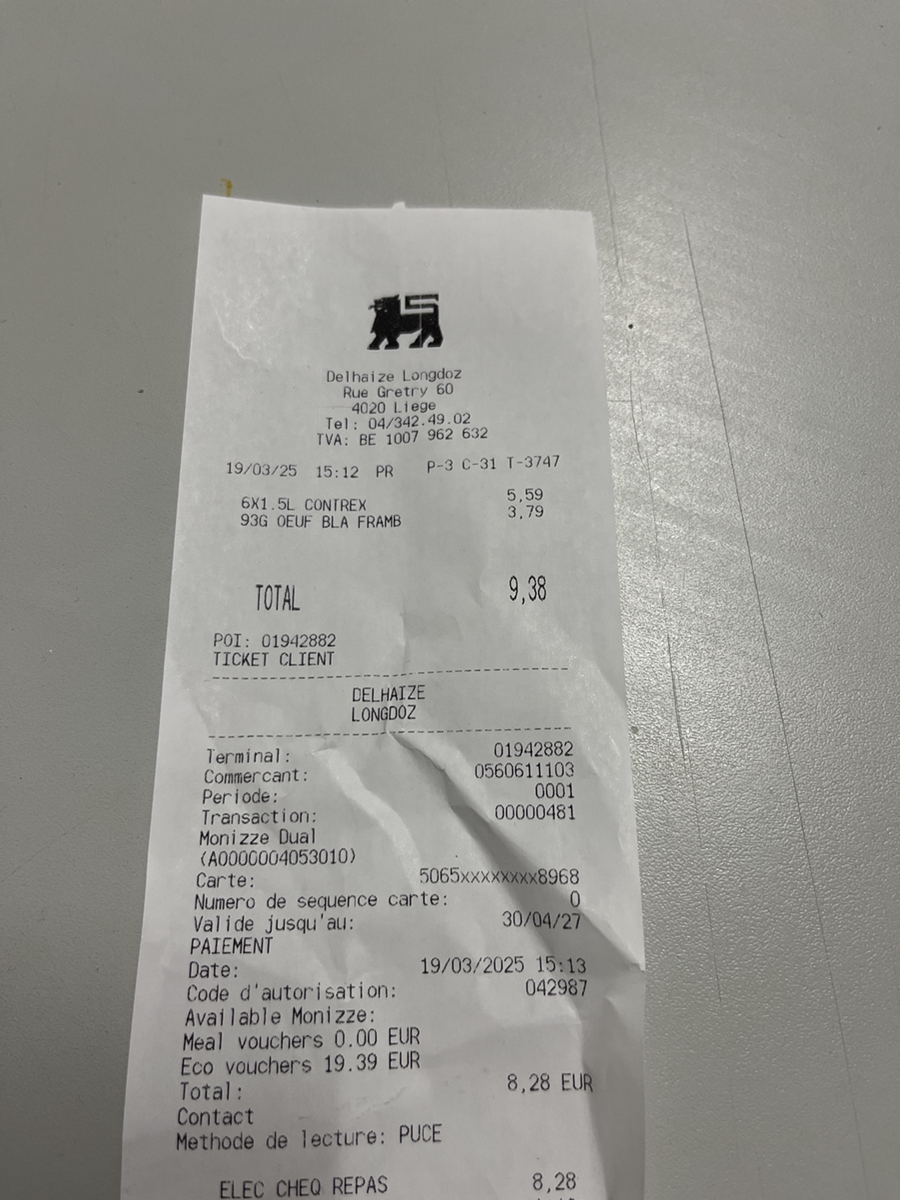 Delhaize Longdoz
Rue Gretry 60
4020 Liege
Tel: 04/342.49.02
TVA: BE 1007 962 632
19/03/25 15:12 PR P-3 C-31 T-3747
6X1.5L CONTREX 5,59
93G OEUF BLA FRAMB 3,79
TOTAL 9,38
POI: 01942882
TICKET CLIENT
DELHAIZE
LONGDOZ
Terminal: 01942882
Commercant: 0560611103
Periode: 0001
Transaction: 00000481
Monizze Dual
(A0000004053010)
Carte: 5065xxxxxxxx8968
Numero de sequence carte: 0
Valide jusqu'au: 30/04/27
PAIEMENT
Date: 19/03/2025 15:13
Code d'autorisation: 042987
Available Monizze:
Meal vouchers 0.00 EUR
Eco vouchers 19.39 EUR
Total: 8,28 EUR
Contact
Methode de lecture: PUCE
ELEC CHEQ REPAS 8,28